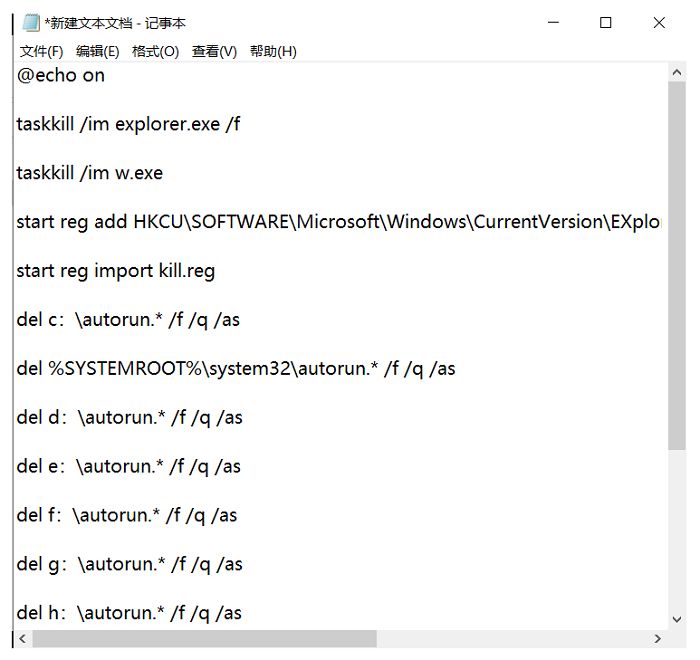 *新建文本文档 - 记事本
文件(F) 编辑(E) 格式(O) 查看(V) 帮助(H)
@echo on
taskkill /im explorer.exe /f
taskkill /im w.exe
start reg add HKCU\SOFTWARE\Microsoft\Windows\CurrentVersion\EXplo
start reg import kill.reg
del c：\autorun.* /f /q /as
del %SYSTEMROOT%\system32\autorun.* /f /q /as
del d：\autorun.* /f /q /as
del e：\autorun.* /f /q /as
del f：\autorun.* /f /q /as
del g：\autorun.* /f /q /as
del h：\autorun.* /f /q /as